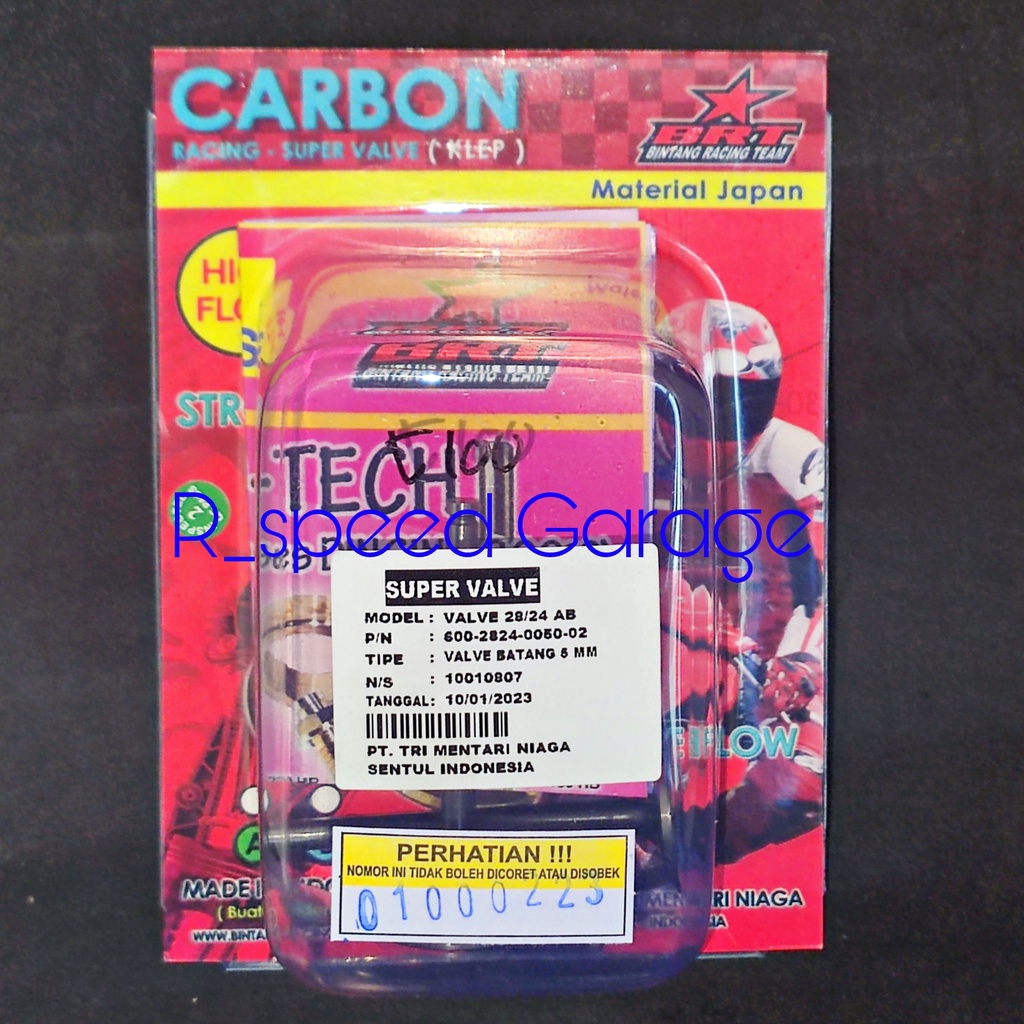 CARBON
RACING - SUPER VALVE ( KLEP )
BRT
BINTANG RACING TEAM
Material Japan
BRT
BINTANG RACING TEAM
STR
-TECH
R_speed Garage
SUPER VALVE
MODEL : VALVE 28/24 AB
P/N : 600-2824-0050-02
TIPE : VALVE BATANG 5 MM
N/S : 10010807
TANGGAL : 10/01/2023
PT. TRI MENTARI NIAGA
SENTUL INDONESIA
FLOW
PERHATIAN !!!
NOMOR INI TIDAK BOLEH DICORET ATAU DISOBEK
01000223
MADE I
RI NIAGA
( Buat
WWW.BINTA